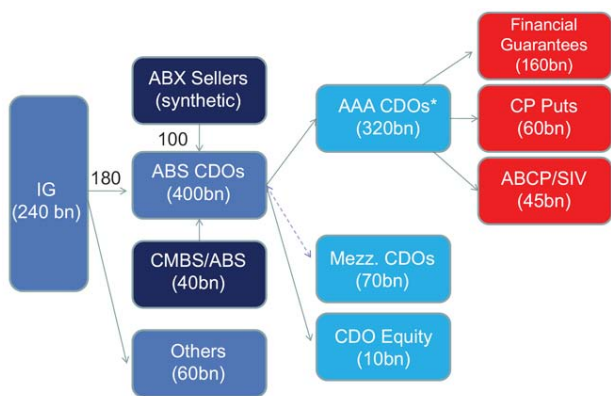 IG
(240 bn)
180
ABX Sellers
(synthetic)
100
ABS CDOs
(400bn)
CMBS/ABS
(40bn)
Others
(60bn)
AAA CDOs*
(320bn)
Mezz. CDOs
(70bn)
CDO Equity
(10bn)
Financial
Guarantees
(160bn)
CP Puts
(60bn)
ABCP/SIV
(45bn)